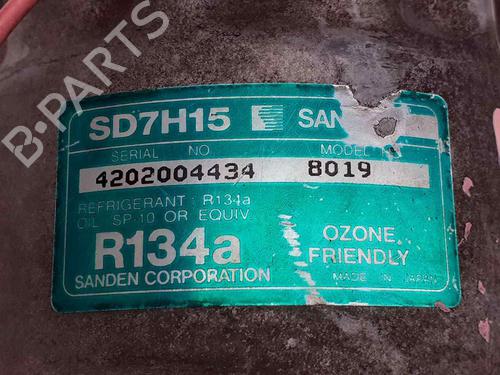 B-PARTS
SD7H15 SAN
SERIAL NO MODEL
4202004434 8019
REFRIGERANT : R134a
OIL SP-10 OR EQUIV
R134a OZONE
FRIENDLY
SANDEN CORPORATION MADE IN JAPAN